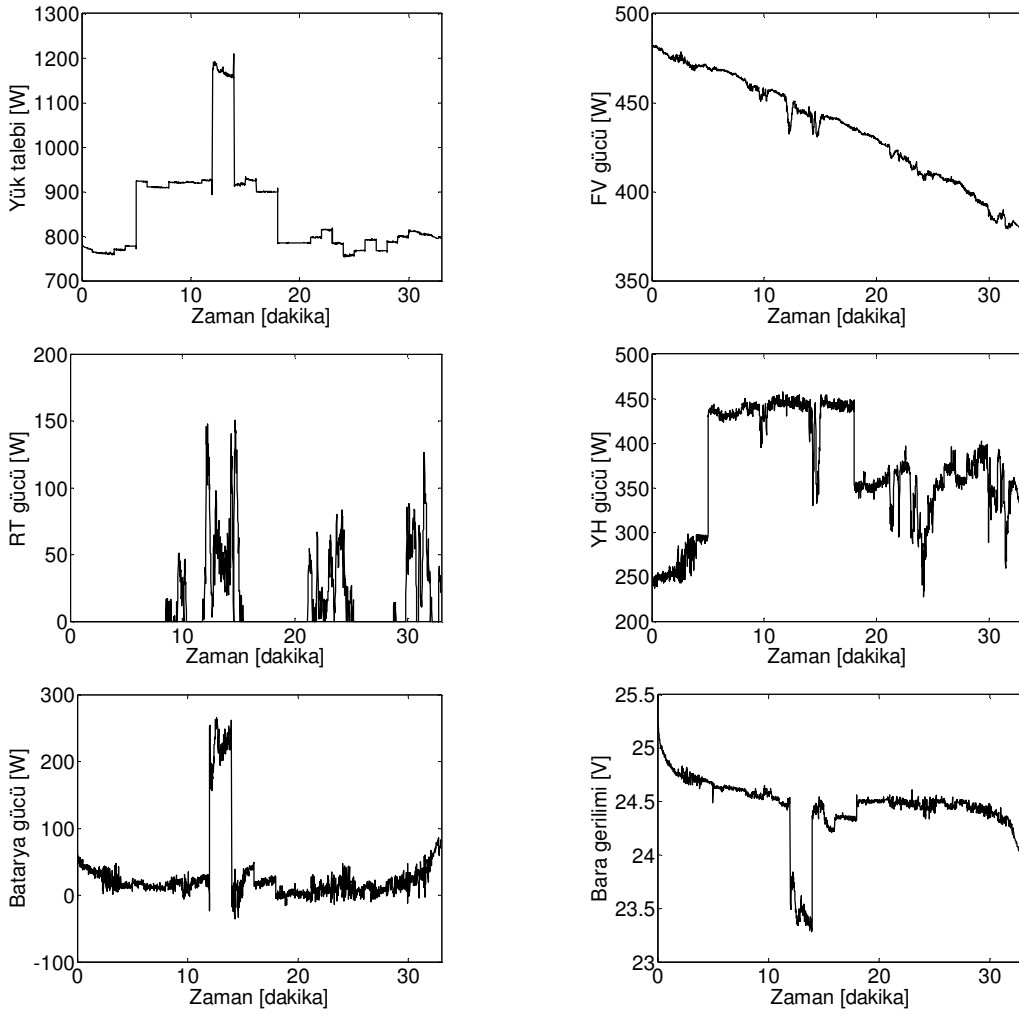 1300
1200
1100
1000
900
800
700
Yük talebi [W]
0 10 20 30
Zaman [dakika]
500
450
400
350
FV gücü [W]
0 10 20 30
Zaman [dakika]
200
150
100
50
0
RT gücü [W]
0 10 20 30
Zaman [dakika]
500
450
400
350
300
250
200
YH gücü [W]
0 10 20 30
Zaman [dakika]
300
200
100
0
-100
Batarya gücü [W]
0 10 20 30
Zaman [dakika]
25.5
25
24.5
24
23.5
23
Bara gerilimi [V]
0 10 20 30
Zaman [dakika]